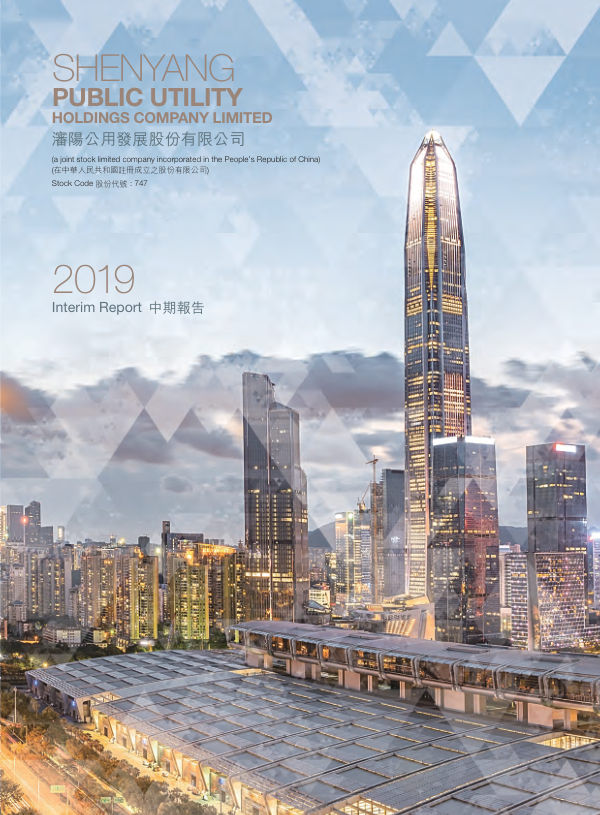 SHENYANG
PUBLIC UTILITY
HOLDINGS COMPANY LIMITED
瀋陽公用發展股份有限公司
(a joint stock limited company incorporated in the People's Republic of China)
(在中華人民共和國註冊成立之股份有限公司)
Stock Code 股份代號 : 747
2019
Interim Report 中期報告